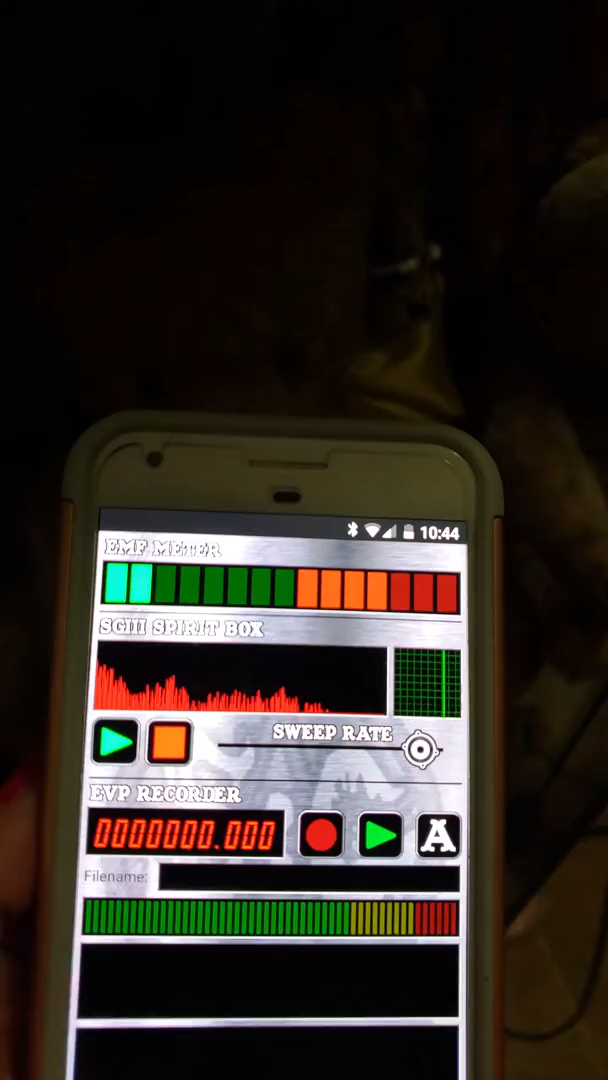 10:44
EMF METER
SGIII SPIRIT BOX
SWEEP RATE
EVP RECORDER
0000000.000
A
Filename: